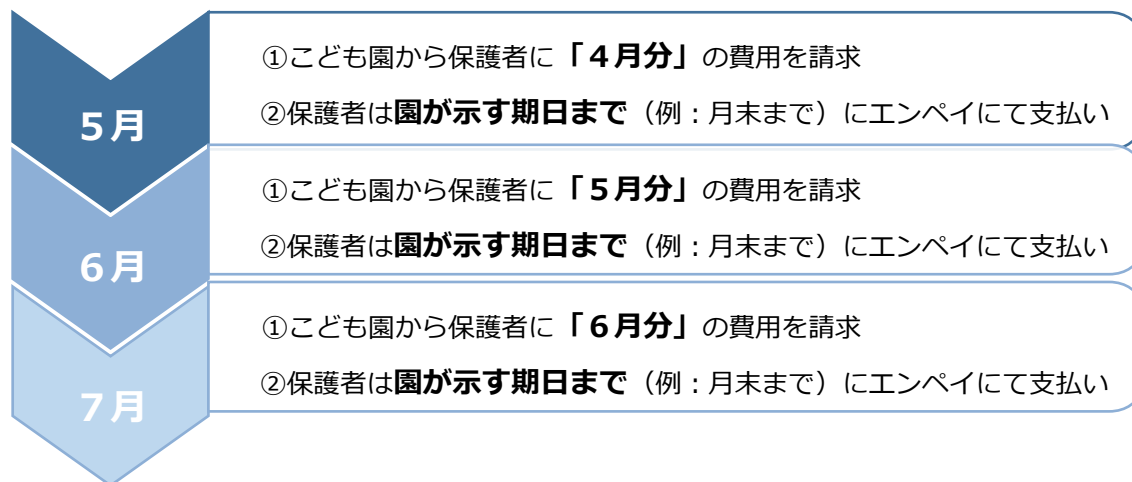 5月
①こども園から保護者に「４月分」の費用を請求
②保護者は園が示す期日まで（例：月末まで）にエンペイにて支払い
6月
①こども園から保護者に「５月分」の費用を請求
②保護者は園が示す期日まで（例：月末まで）にエンペイにて支払い
7月
①こども園から保護者に「６月分」の費用を請求
②保護者は園が示す期日まで（例：月末まで）にエンペイにて支払い